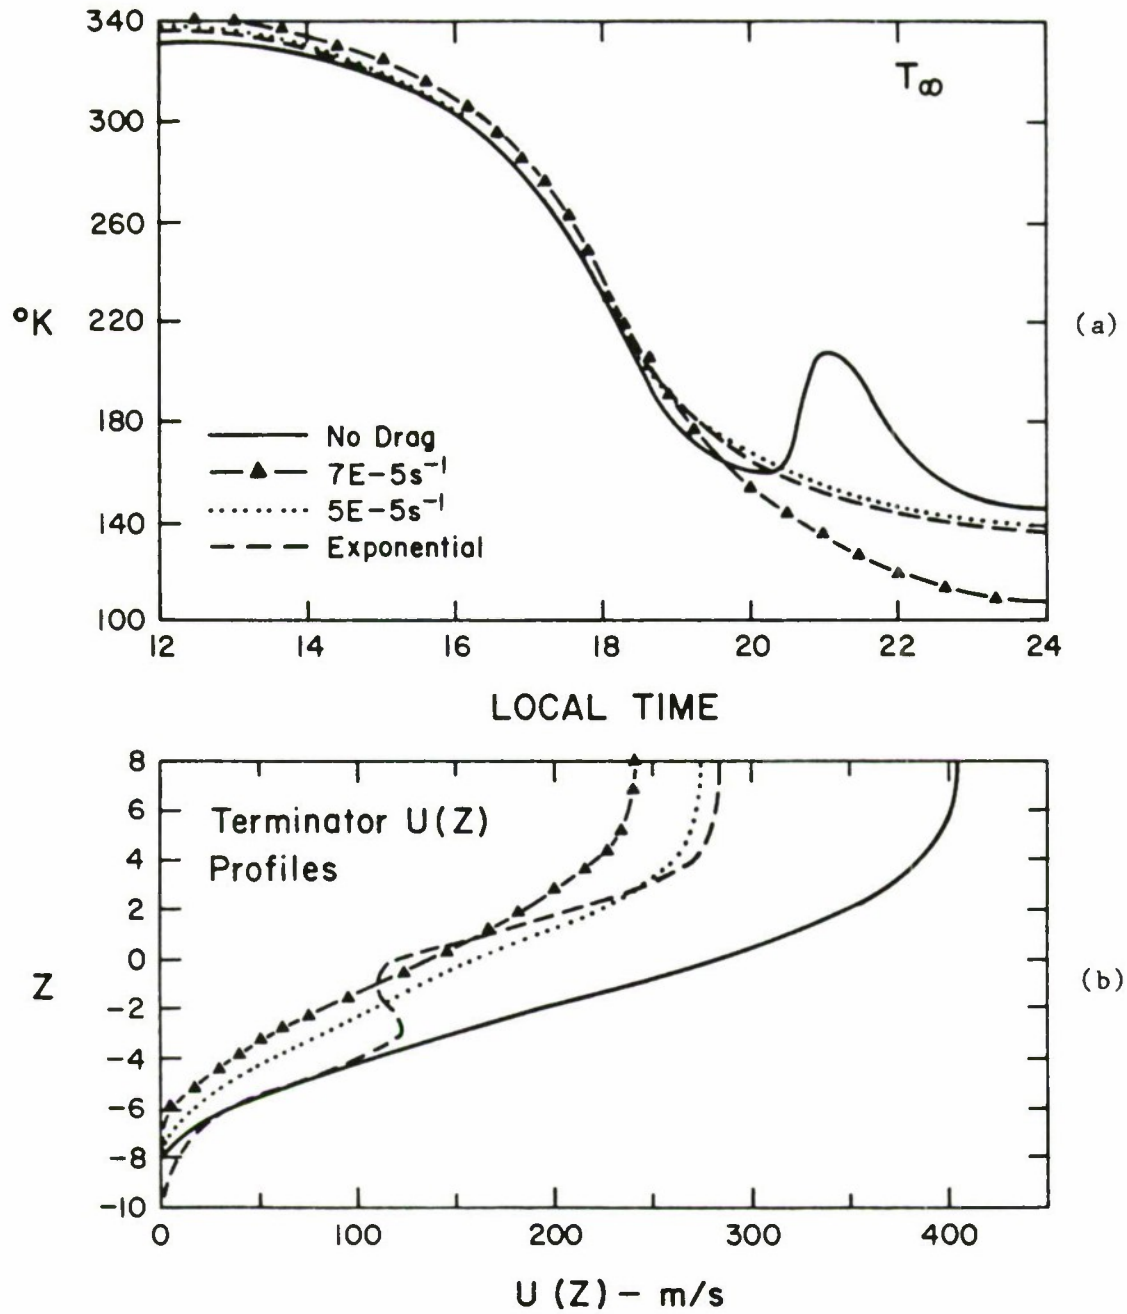 340
T∞
300
260
°K
220
(a)
180
No Drag
7E-5s⁻¹
5E-5s⁻¹
140
Exponential
100
12 14 16 18 20 22 24
LOCAL TIME
8
Terminator U(Z)
Profiles
6
4
2
0
Z
(b)
-2
-4
-6
-8
-10
0 100 200 300 400
U (Z) - m/s